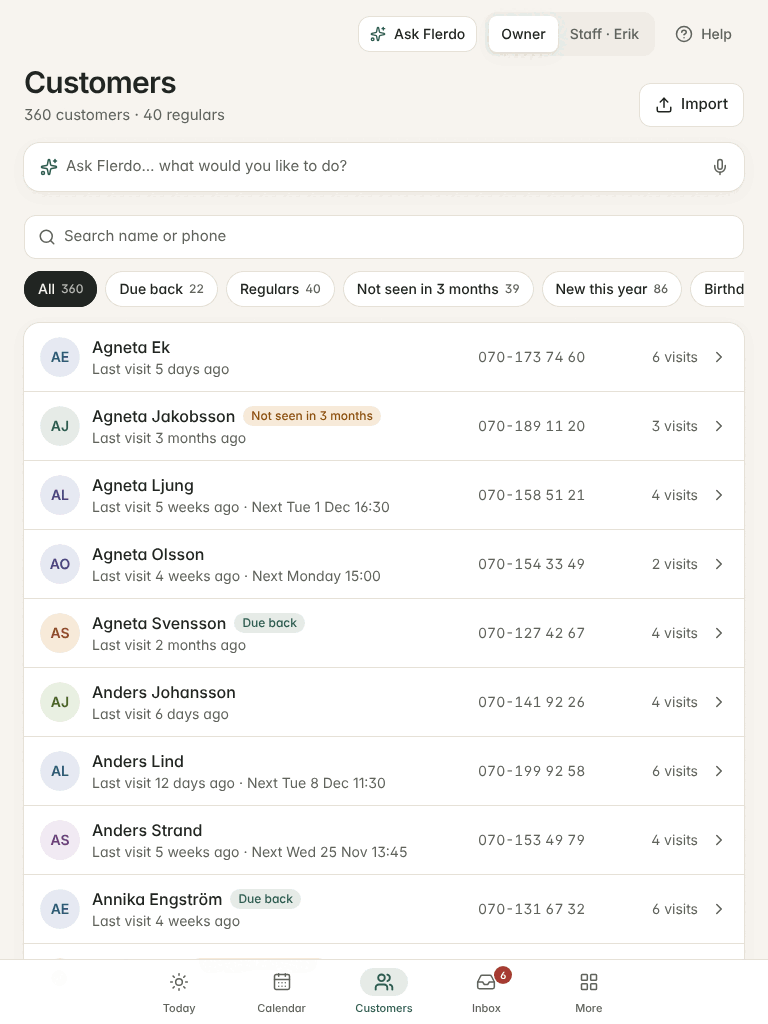 Ask Flerdo
Owner
Staff · Erik
Help
Customers
360 customers · 40 regulars
Import
Ask Flerdo... what would you like to do?
Search name or phone
All 360
Due back 22
Regulars 40
Not seen in 3 months 39
New this year 86
Birthd
AE
Agneta Ek
Last visit 5 days ago
070-173 74 60
6 visits
AJ
Agneta Jakobsson
Not seen in 3 months
Last visit 3 months ago
070-189 11 20
3 visits
AL
Agneta Ljung
Last visit 5 weeks ago · Next Tue 1 Dec 16:30
070-158 51 21
4 visits
AO
Agneta Olsson
Last visit 4 weeks ago · Next Monday 15:00
070-154 33 49
2 visits
AS
Agneta Svensson
Due back
Last visit 2 months ago
070-127 42 67
4 visits
AJ
Anders Johansson
Last visit 6 days ago
070-141 92 26
4 visits
AL
Anders Lind
Last visit 12 days ago · Next Tue 8 Dec 11:30
070-199 92 58
6 visits
AS
Anders Strand
Last visit 5 weeks ago · Next Wed 25 Nov 13:45
070-153 49 79
4 visits
AE
Annika Engström
Due back
Last visit 4 weeks ago
070-131 67 32
6 visits
Today
Calendar
Customers
6
Inbox
More